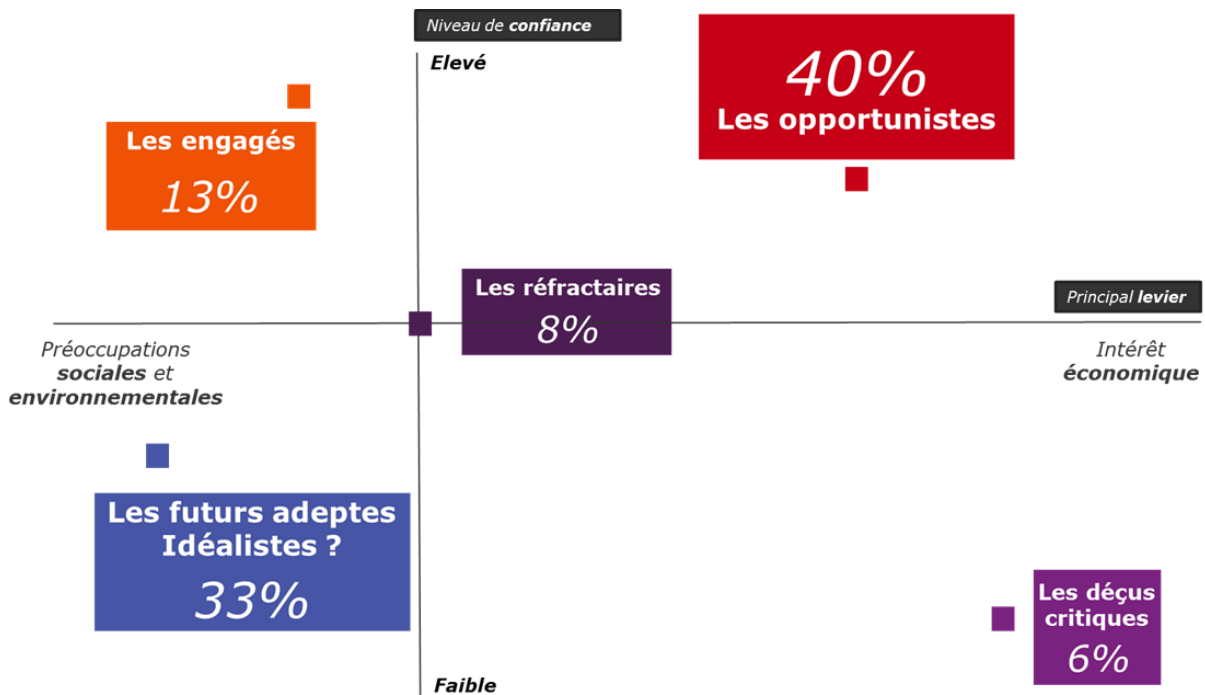 Niveau de confiance
Elevé
40%
Les opportunistes
Les engagés
13%
Les réfractaires
8%
Principal levier
Préoccupations
sociales et
environnementales
Intérêt
économique
Les futurs adeptes
Idéalistes ?
33%
Les déçus
critiques
6%
Faible